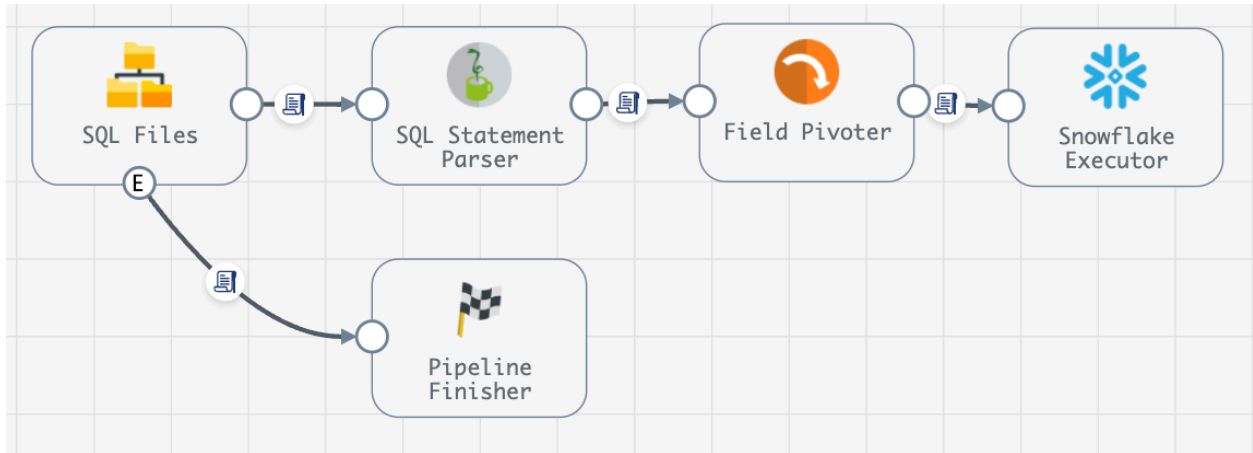 SQL Files
SQL Statement
Parser
Field Pivoter
Snowflake
Executor
E
Pipeline
Finisher